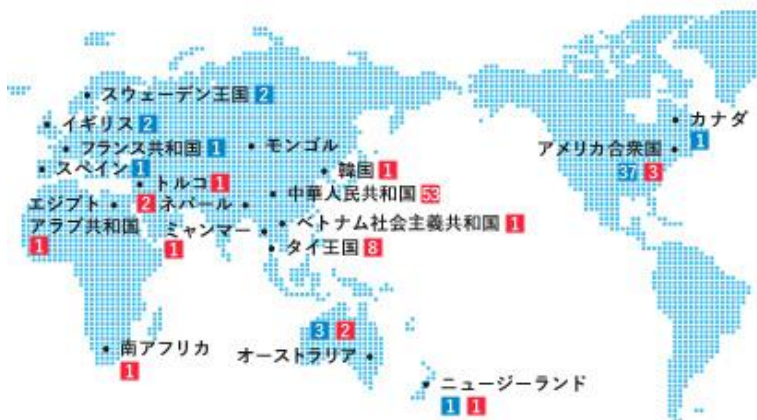 スウェーデン王国 2
イギリス 2
フランス共和国 1
モンゴル
スペイン 1
トルコ 1
韓国 1
中華人民共和国 53
エジプト
アラブ共和国
1
2 ネパール
ミャンマー
1
ベトナム社会主義共和国 1
タイ王国 8
カナダ
1
アメリカ合衆国
37 3
南アフリカ
1
3 2
オーストラリア
ニュージーランド
1 1